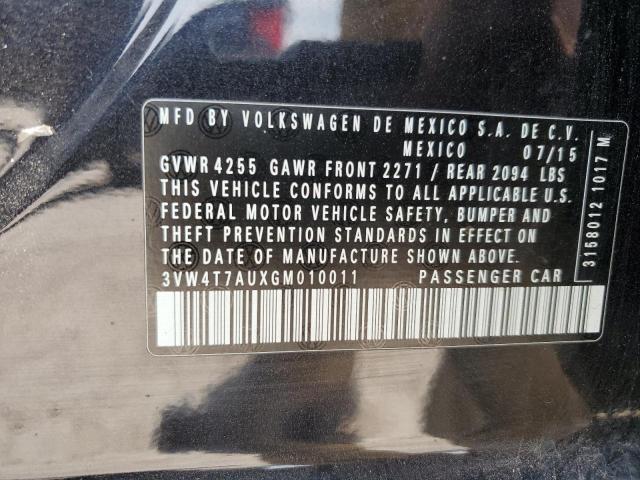 MFD BY VOLKSWAGEN DE MEXICO S.A. DE C.V.
MEXICO 07/15
GVWR 4255 GAWR FRONT 2271 / REAR 2094 LBS
THIS VEHICLE CONFORMS TO ALL APPLICABLE U.S.
FEDERAL MOTOR VEHICLE SAFETY, BUMPER AND
THEFT PREVENTION STANDARDS IN EFFECT ON
THE DATE OF MANUFACTURE SHOWN ABOVE.
3VW4T7AUXGM010011 PASSENGER CAR
3158012 1017 M